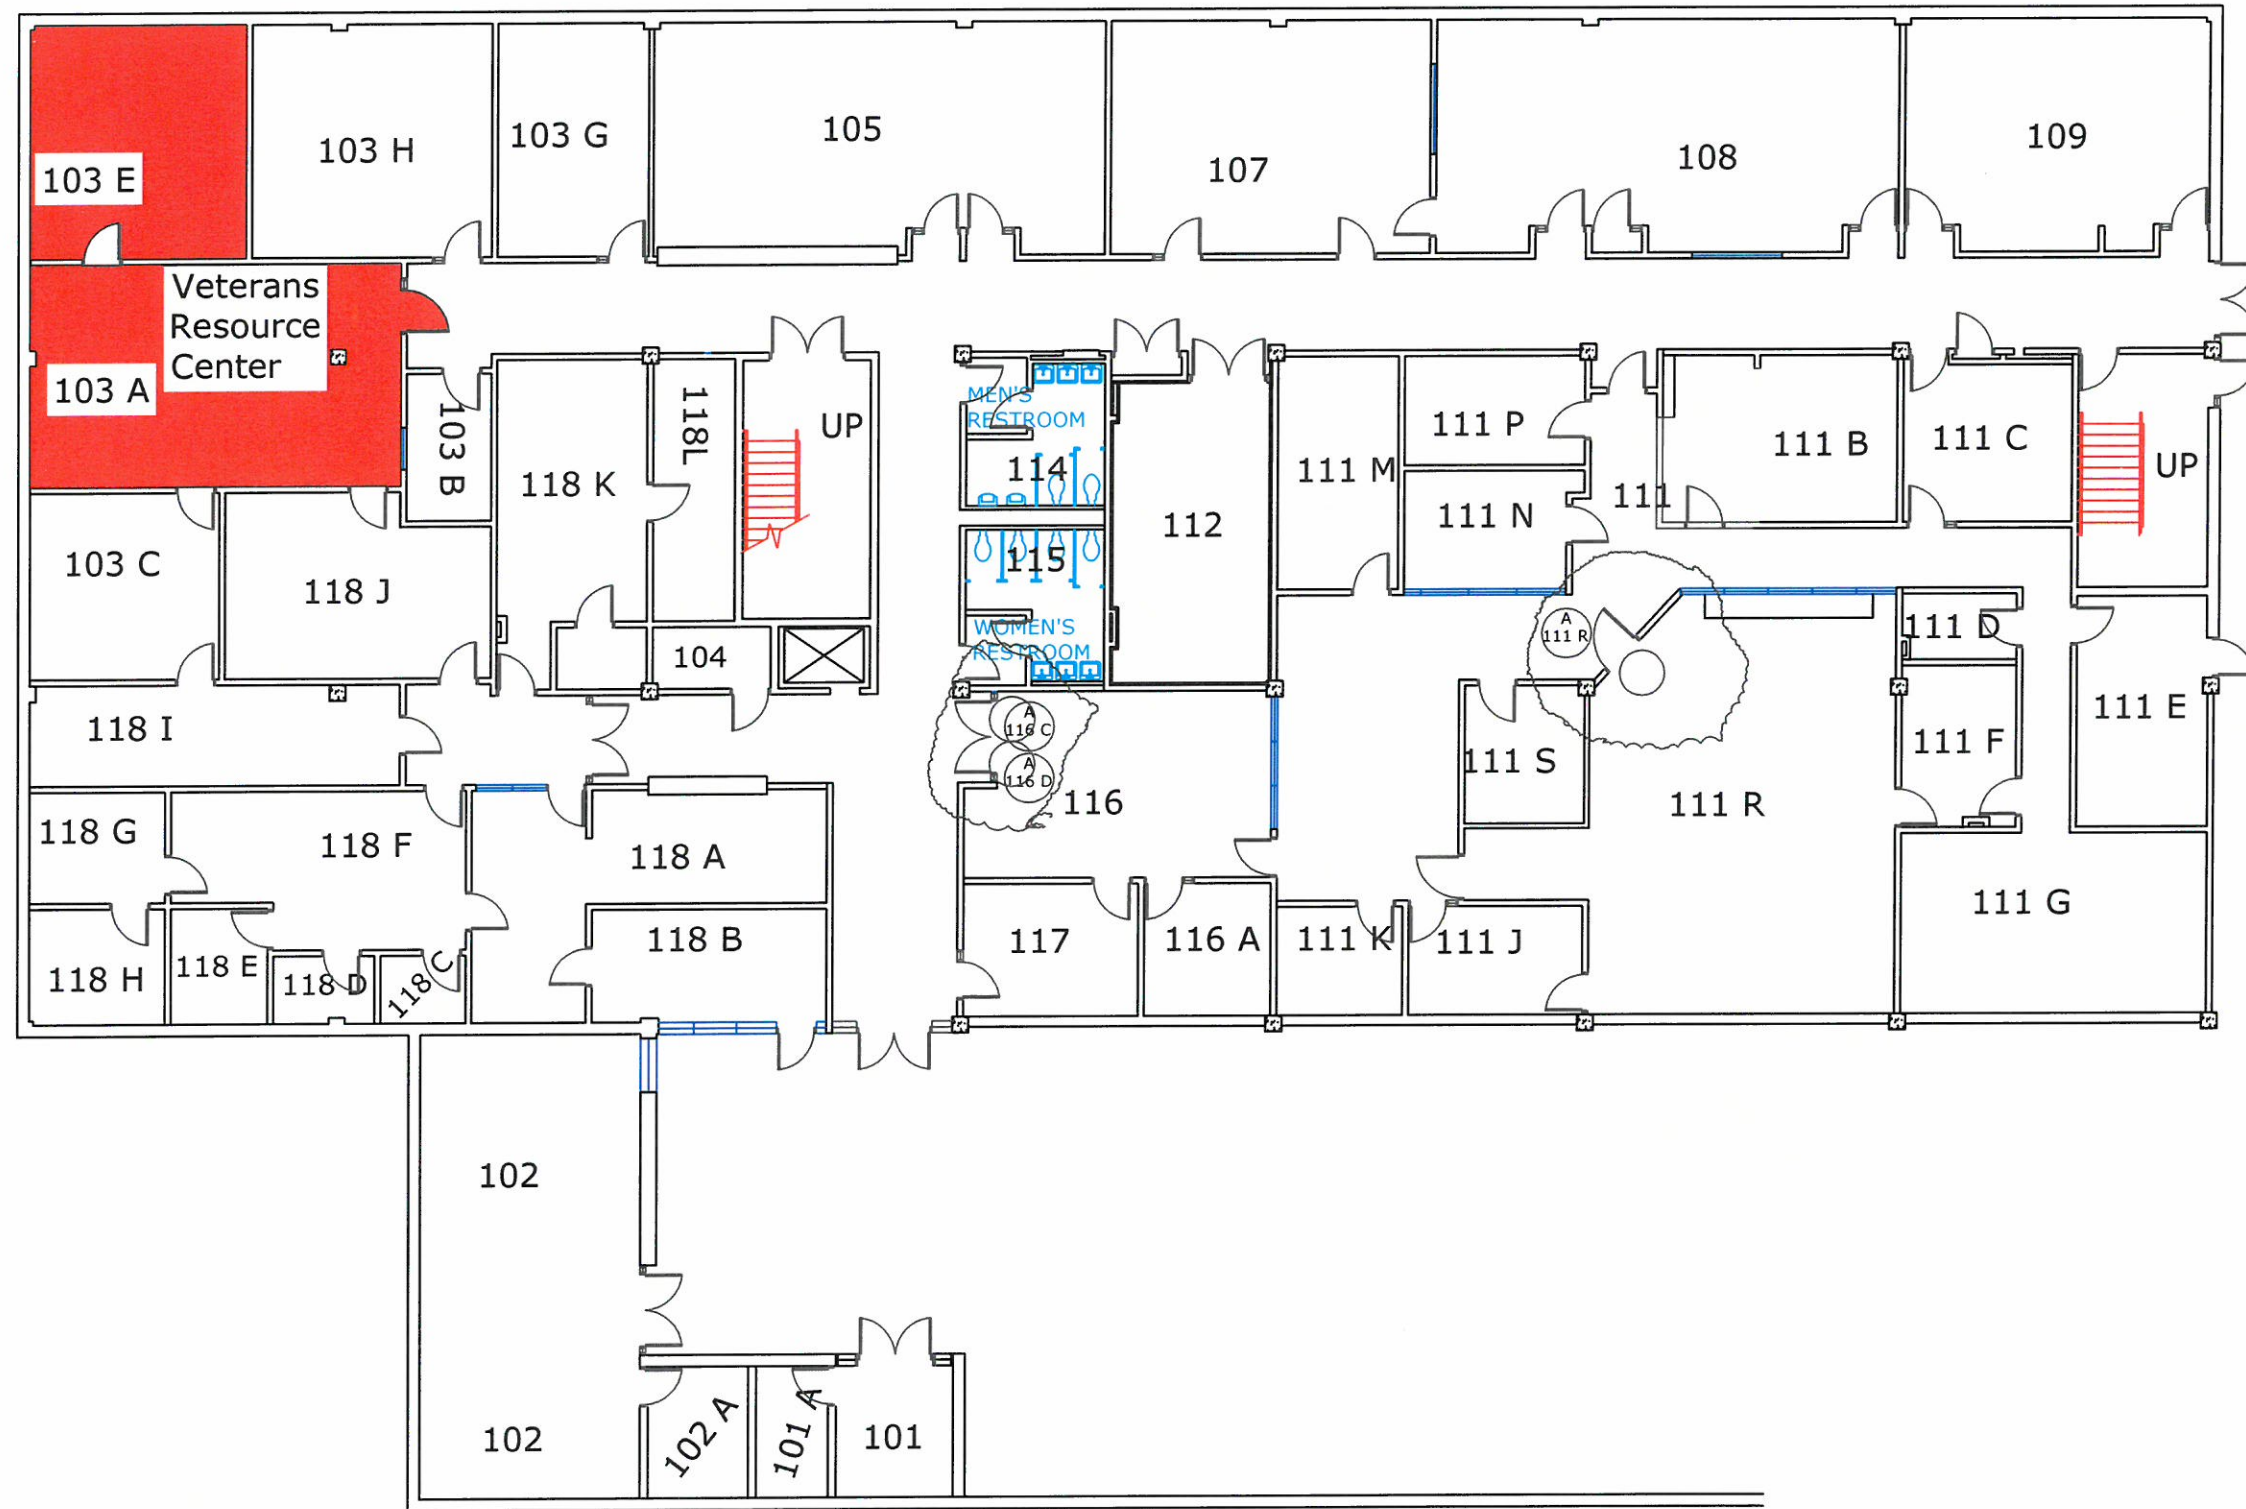 103 E
103 H
103 G
105
107
108
109
Veterans
Resource
Center
103 A
103 B
118 K
118L
UP
MEN'S
RESTROOM
114
115
WOMEN'S
RESTROOM
112
111 M
111 P
111 N
111
111 B
111 C
UP
103 C
118 J
104
A
111 R
111 D
118 I
A
116 C
A
116 D
116
111 S
111 R
111 F
111 E
118 G
118 F
118 A
118 H
118 E
118 D
118 C
118 B
117
116 A
111 K
111 J
111 G
102
102
102 A
101 A
101